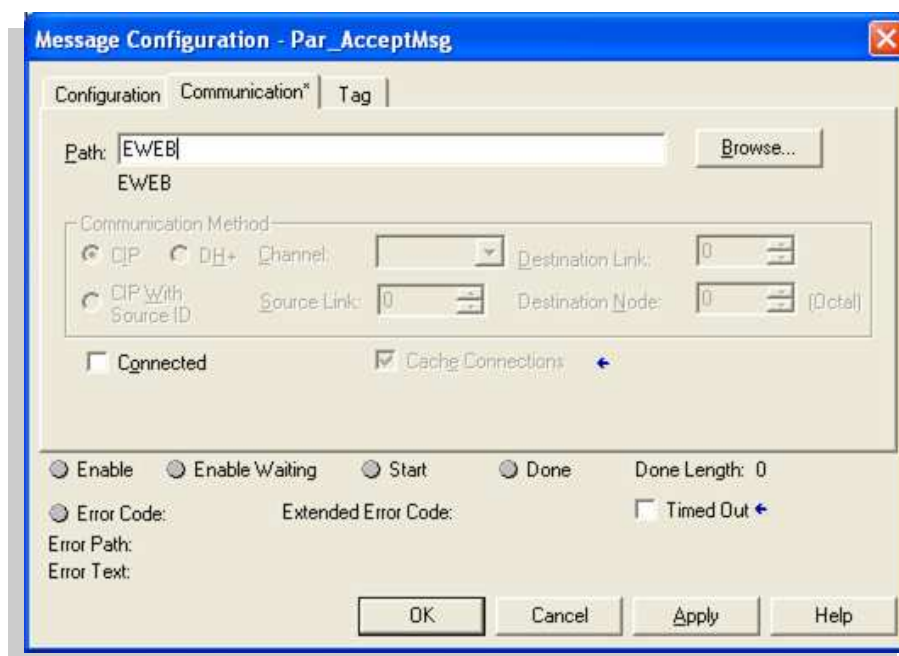 Message Configuration - Par_AcceptMsg
Configuration Communication* Tag
Path: EWEB Browse...
EWEB
Communication Method
CIP DH+ Channel: Destination Link: 0
CIP With Source ID Source Link: 0 Destination Node: 0 (Octal)
Connected Cache Connections
Enable Enable Waiting Start Done Done Length: 0
Error Code: Extended Error Code: Timed Out
Error Path:
Error Text:
OK Cancel Apply Help